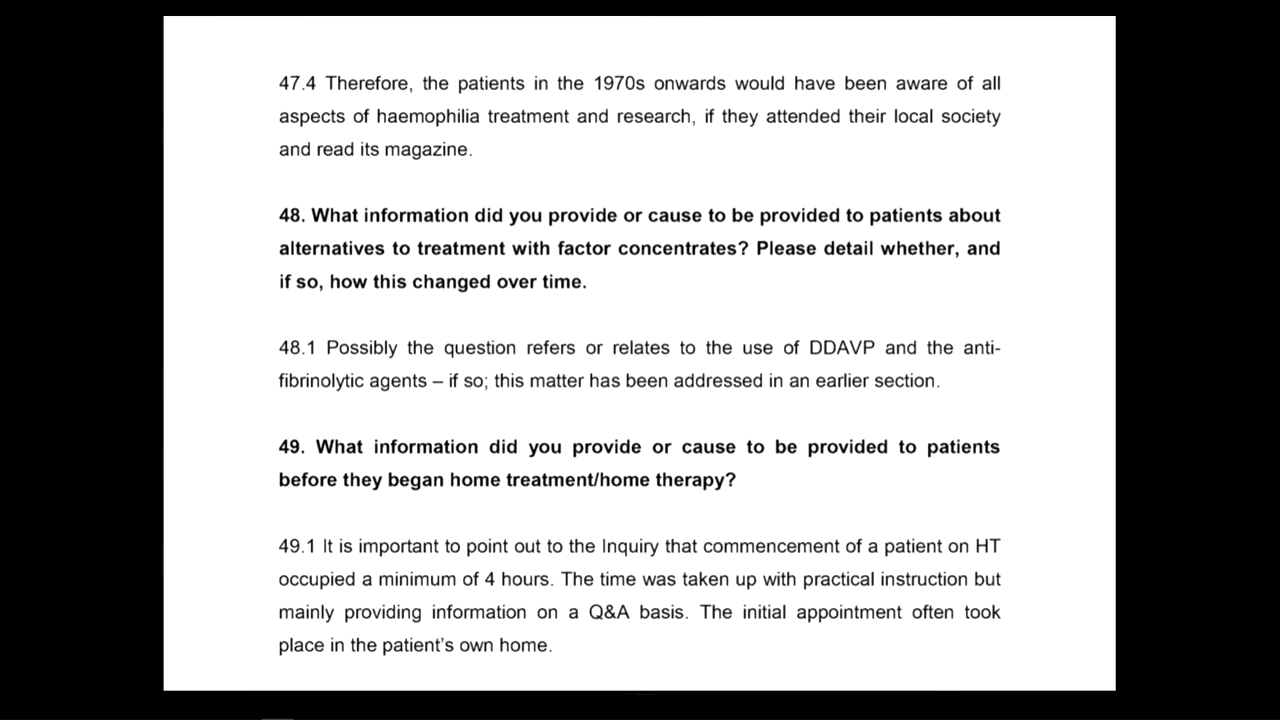 47.4 Therefore, the patients in the 1970s onwards would have been aware of all
aspects of haemophilia treatment and research, if they attended their local society
and read its magazine.
48. What information did you provide or cause to be provided to patients about
alternatives to treatment with factor concentrates? Please detail whether, and
if so, how this changed over time.
48.1 Possibly the question refers or relates to the use of DDAVP and the anti-
fibrinolytic agents – if so; this matter has been addressed in an earlier section.
49. What information did you provide or cause to be provided to patients
before they began home treatment/home therapy?
49.1 It is important to point out to the Inquiry that commencement of a patient on HT
occupied a minimum of 4 hours. The time was taken up with practical instruction but
mainly providing information on a Q&A basis. The initial appointment often took
place in the patient's own home.